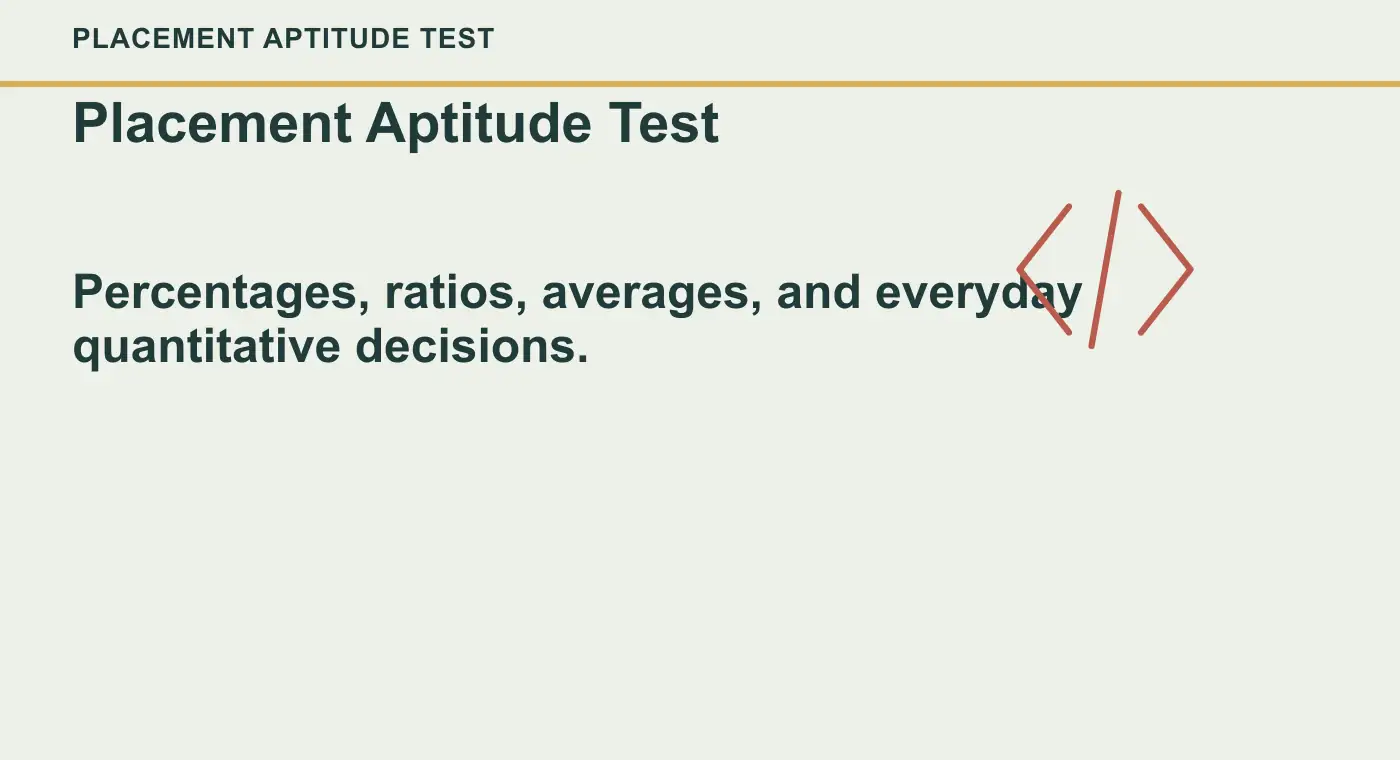 PLACEMENT APTITUDE TEST
Placement Aptitude Test
Percentages, ratios, averages, and everyday
quantitative decisions.